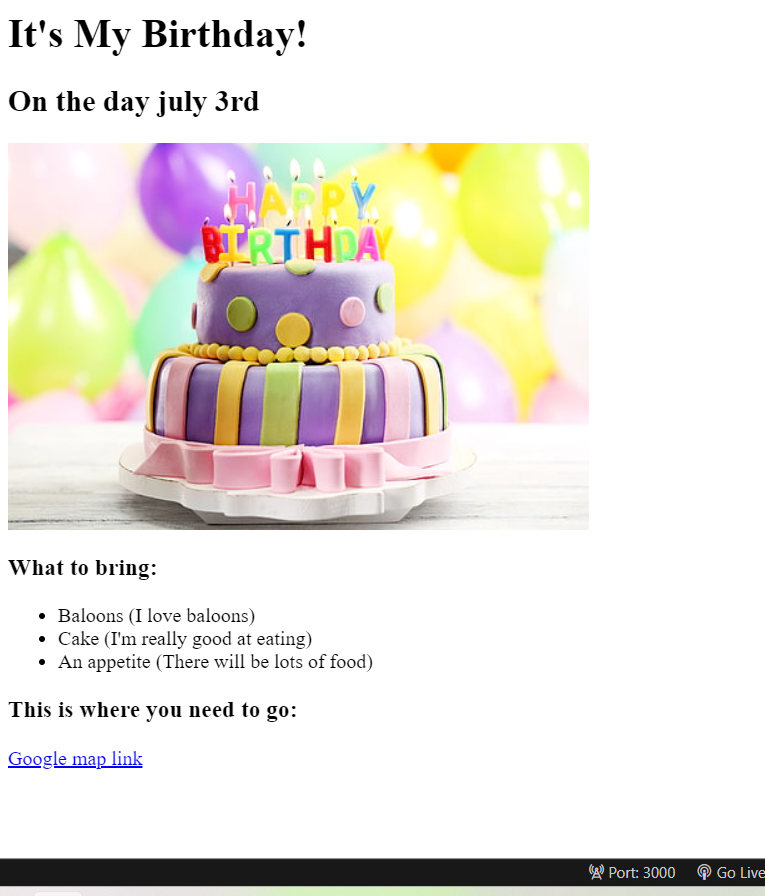 It's My Birthday!
On the day july 3rd
HAPPY
BIRTHDAY
What to bring:
Baloons (I love baloons)
Cake (I'm really good at eating)
An appetite (There will be lots of food)
This is where you need to go:
Google map link
Port: 3000 Go Live